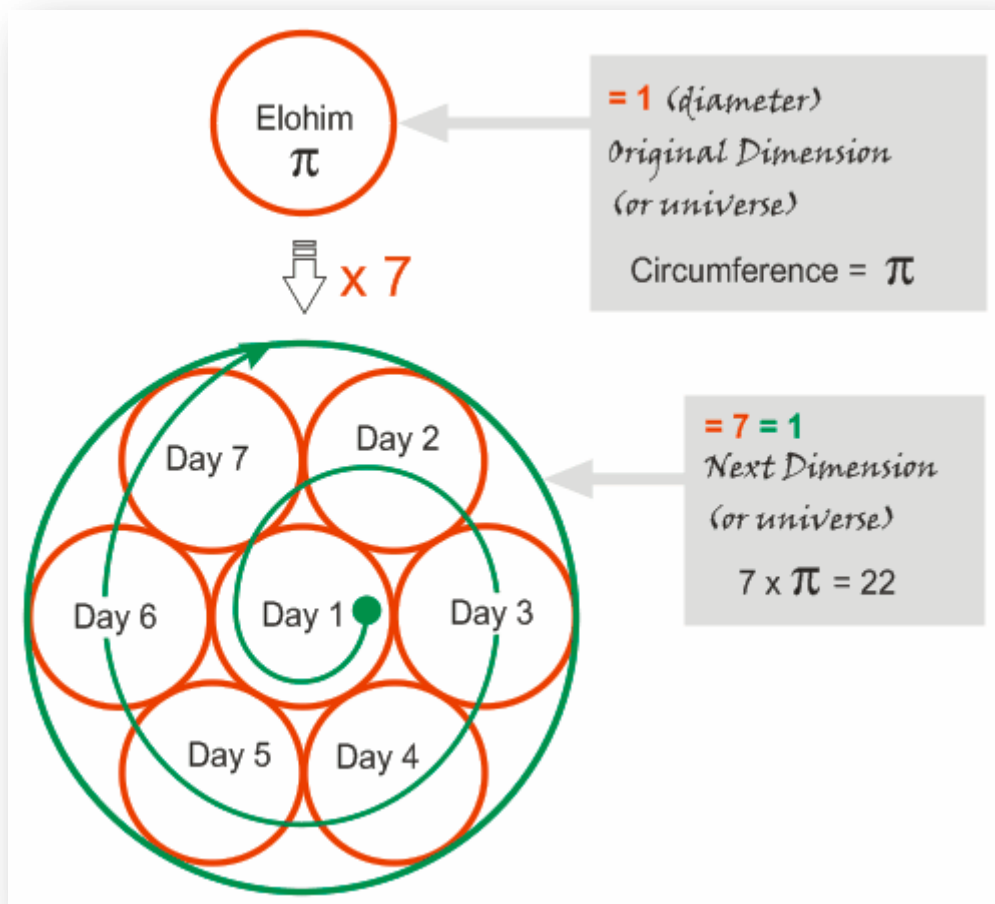 Elohim
π
= 1 (diameter)
Original Dimension
(or universe)
Circumference = π
x 7
Day 7
Day 2
Day 6
Day 1
Day 3
Day 5
Day 4
= 7 = 1
Next Dimension
(or universe)
7 x π = 22